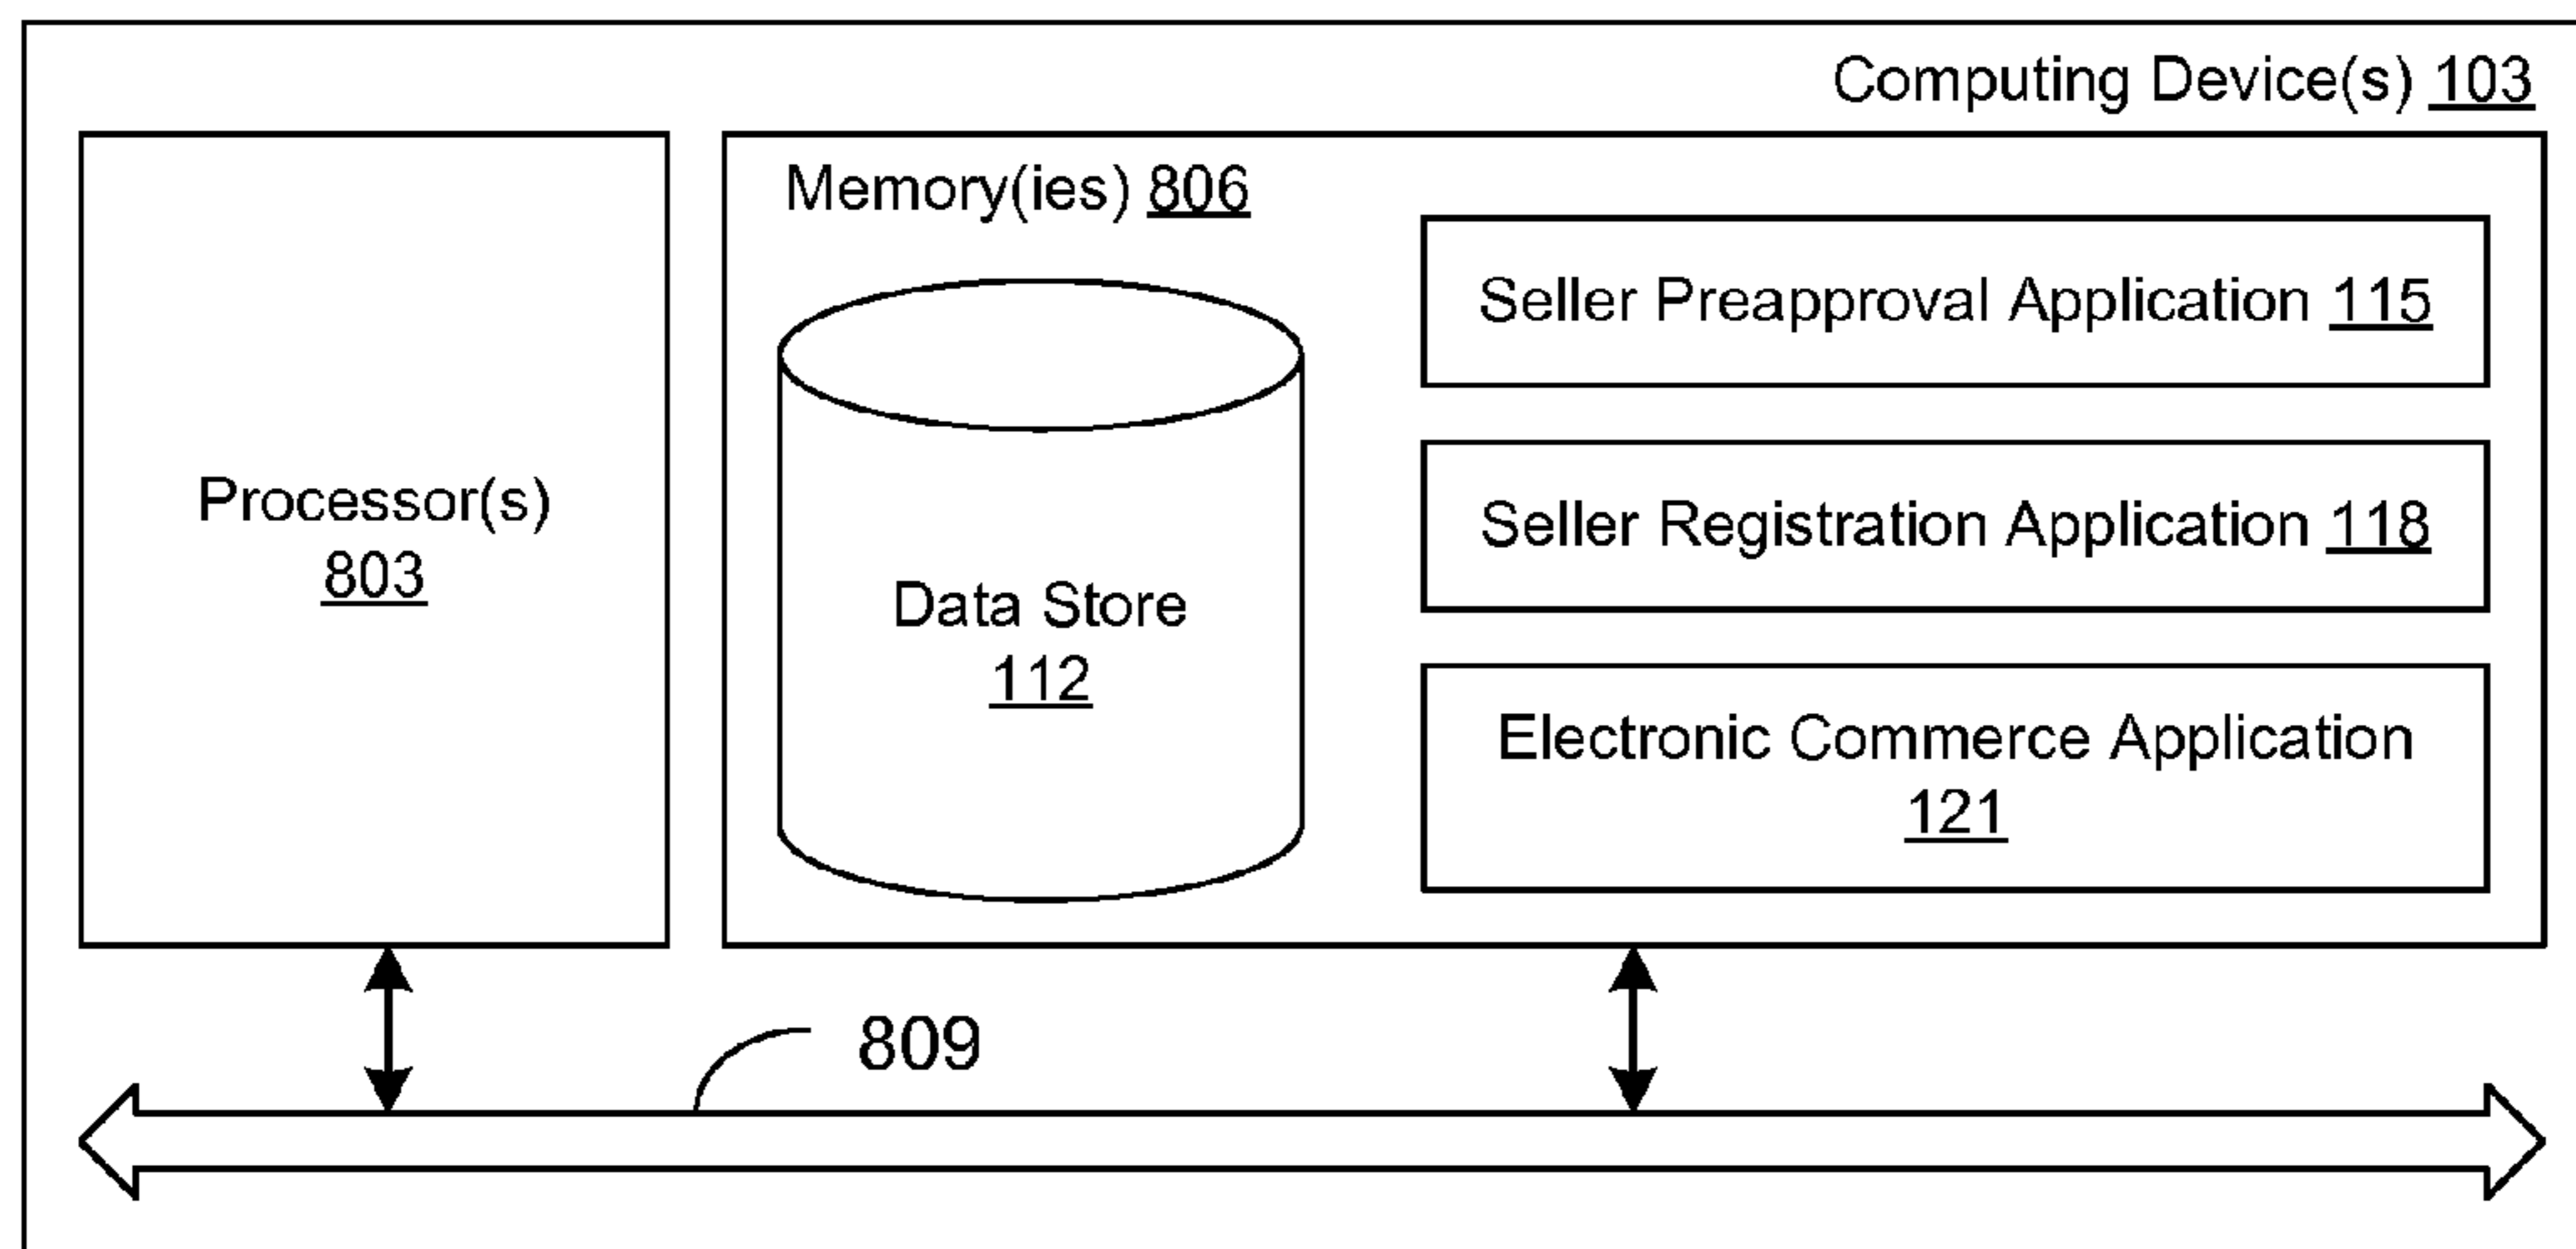 Computing Device(s) 103
Processor(s)
803
Memory(ies) 806
Data Store
112
Seller Preapproval Application 115
Seller Registration Application 118
Electronic Commerce Application
121
809